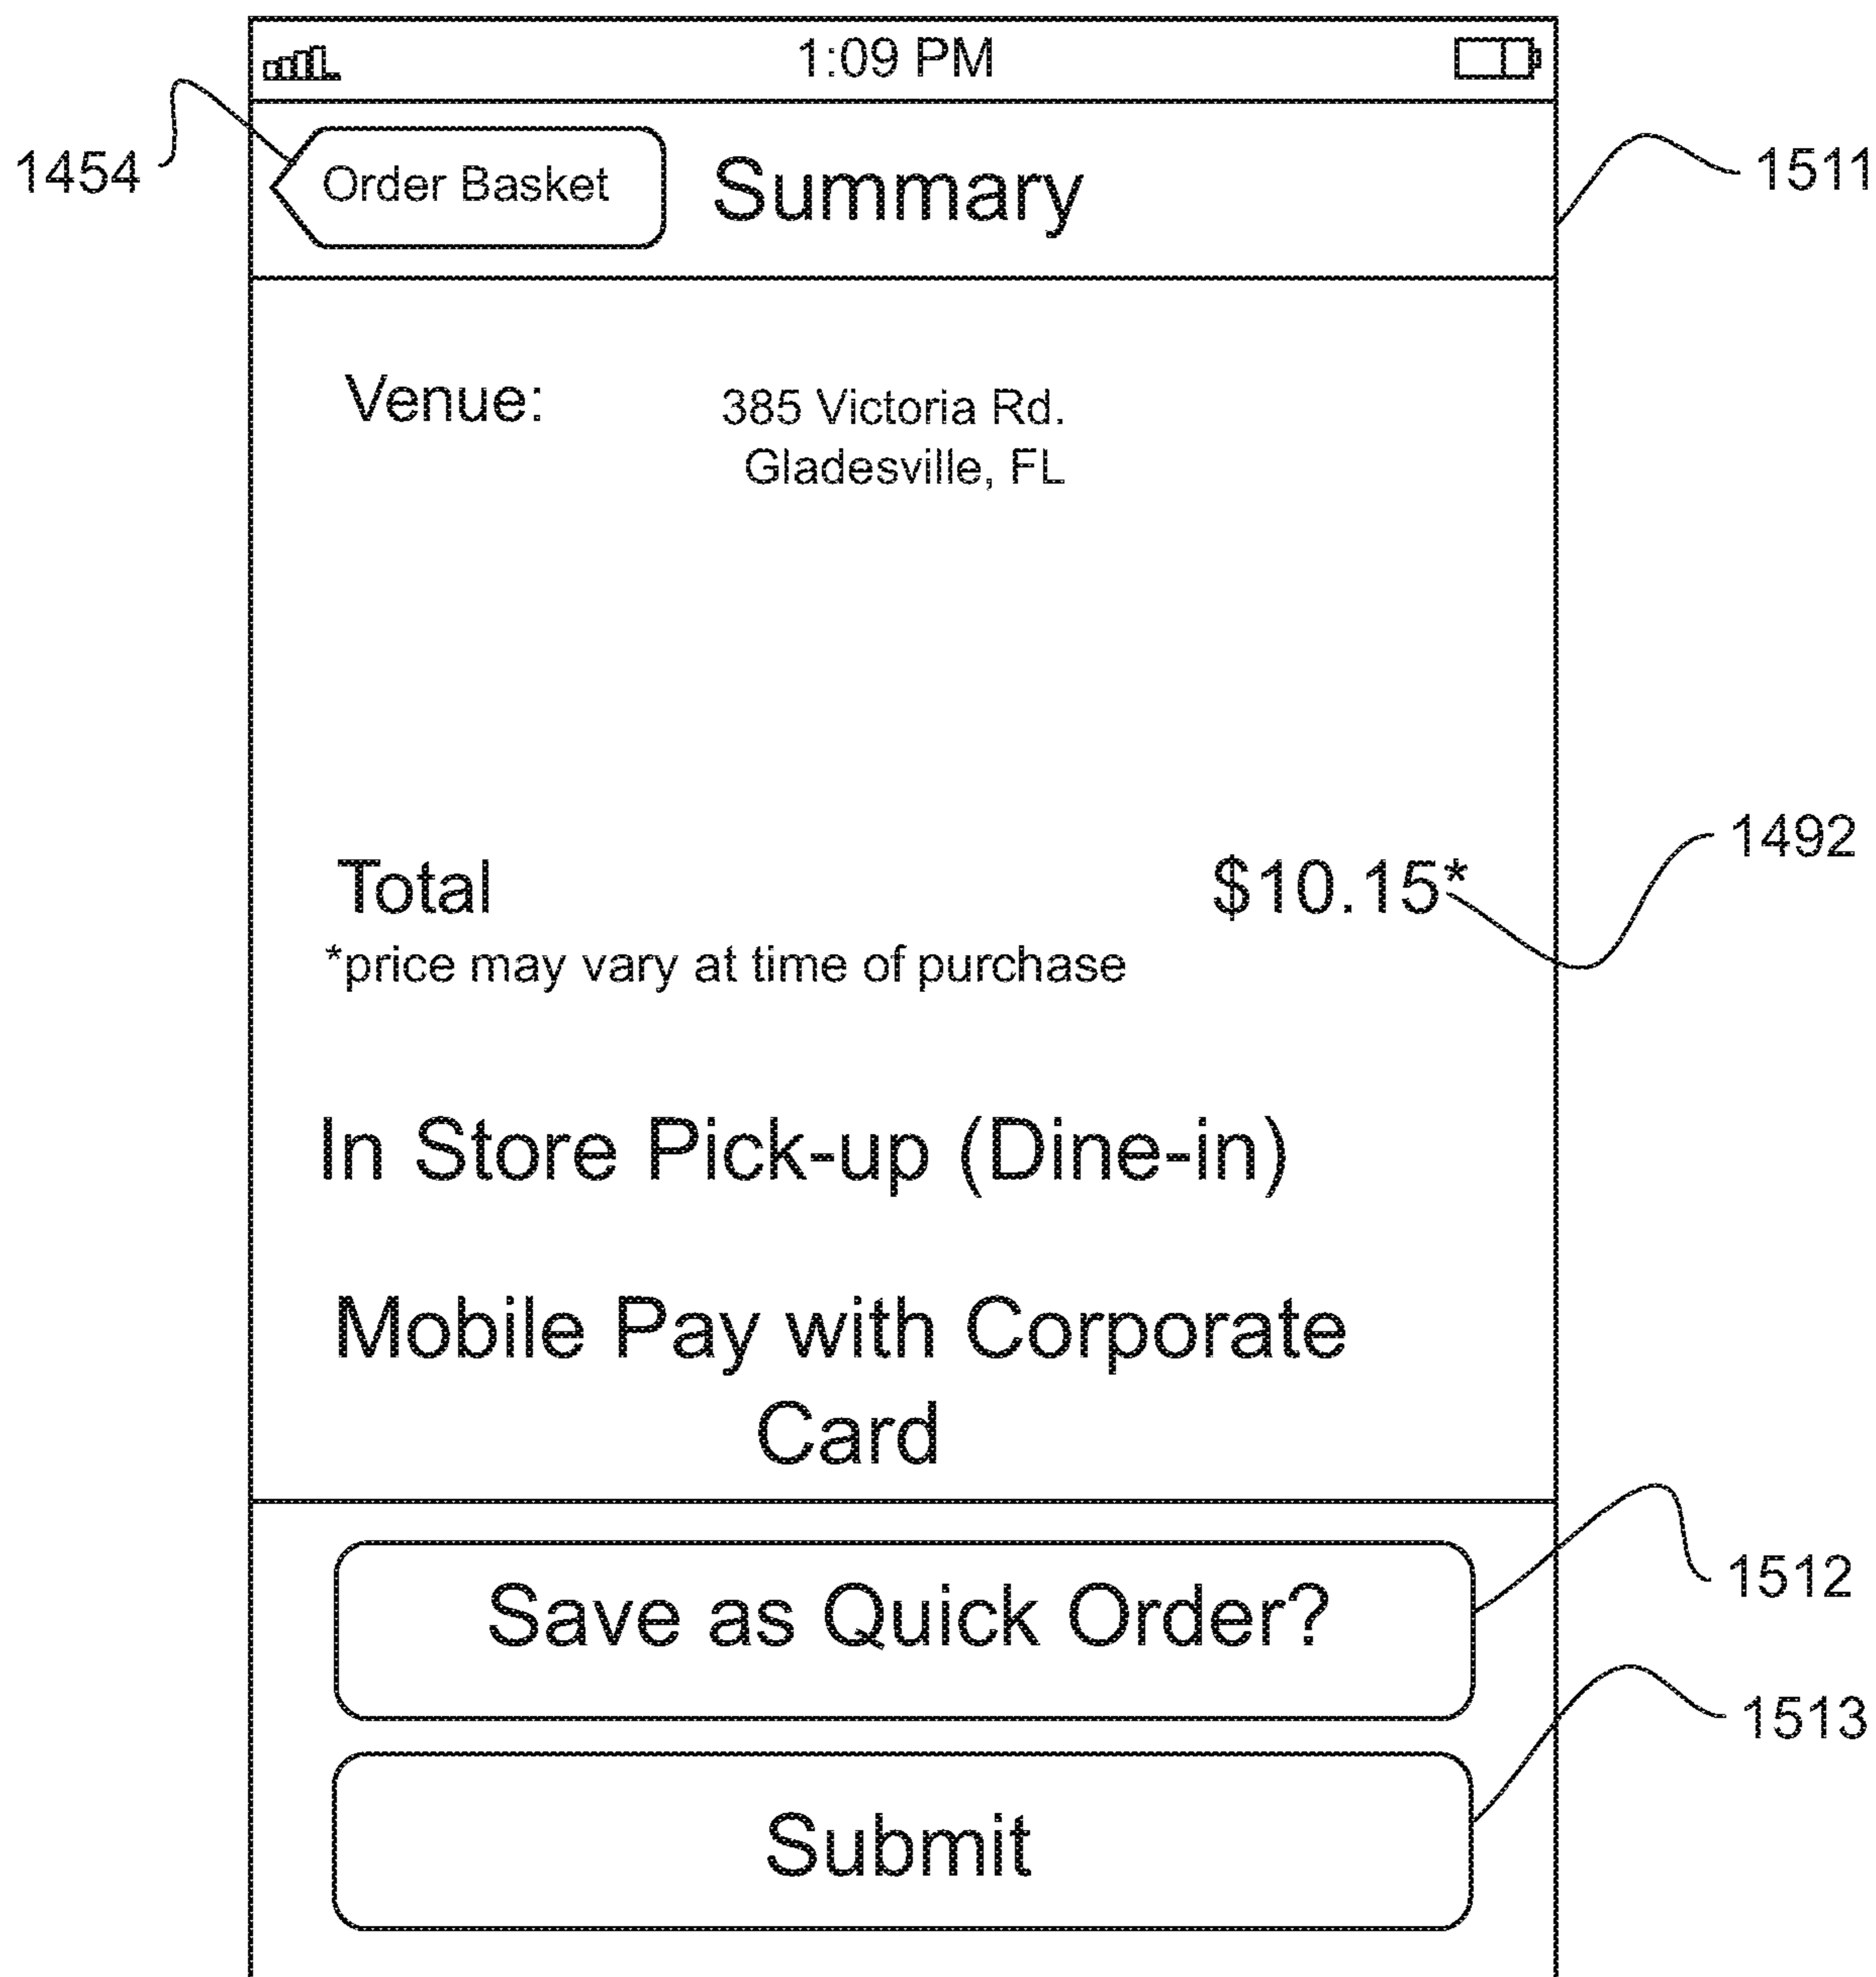 1:09 PM
1454
Order Basket
Summary
1511
Venue:
385 Victoria Rd.
Gladesville, FL
1492
Total
$10.15*
*price may vary at time of purchase
In Store Pick-up (Dine-in)
Mobile Pay with Corporate
Card
Save as Quick Order?
1512
1513
Submit